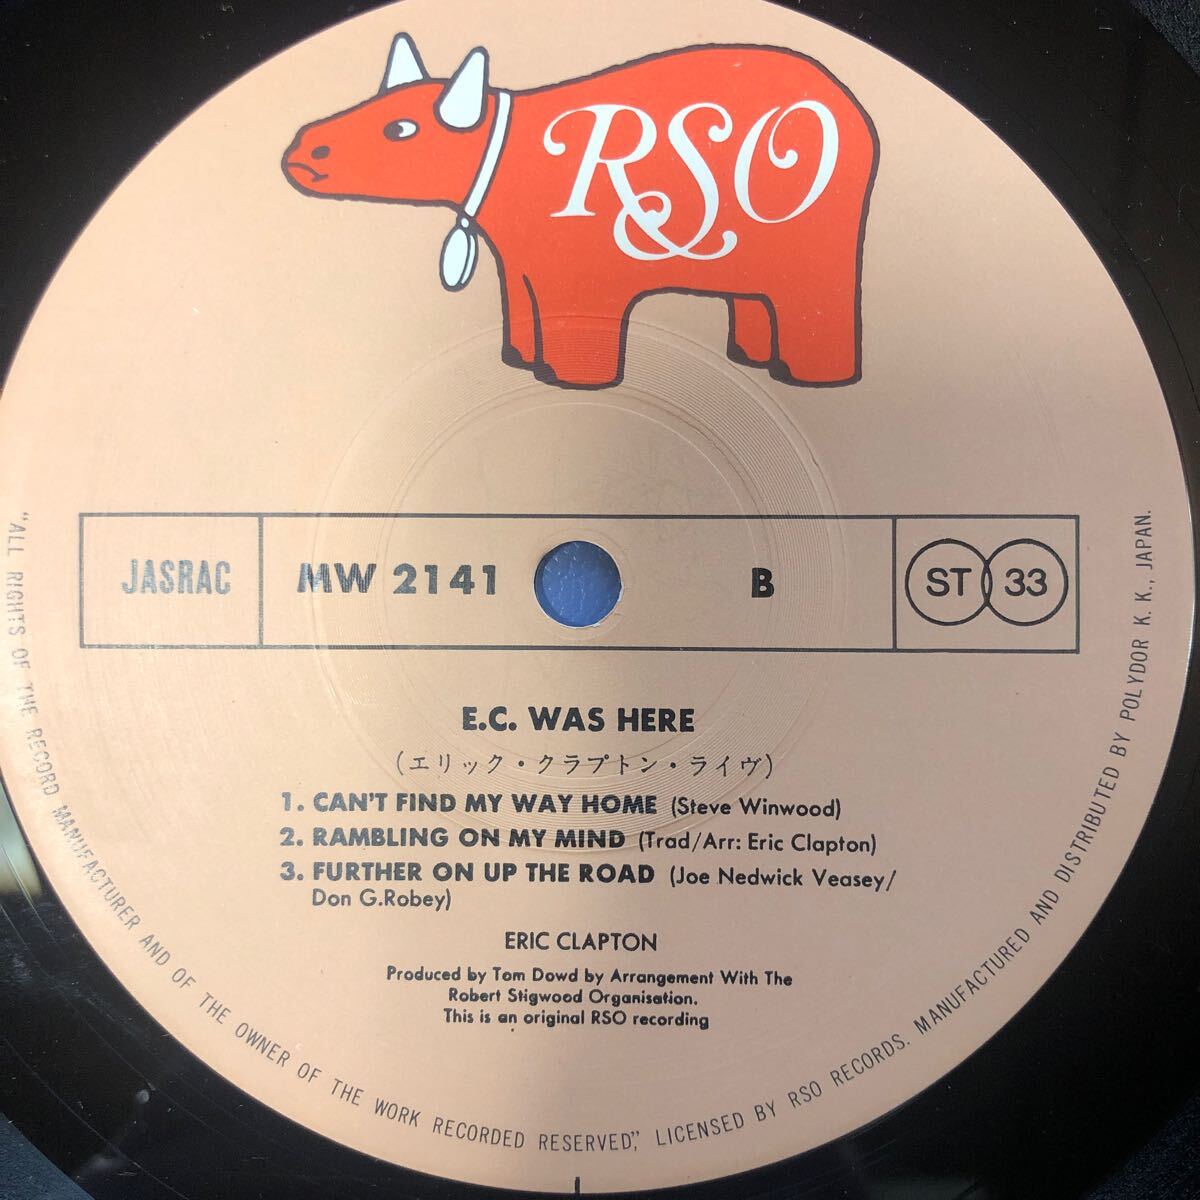 RSO
JASRAC
MW 2141
B
ST 33
E.C. WAS HERE
(エリック・クラプトン・ライヴ)
1. CAN'T FIND MY WAY HOME (Steve Winwood)
2. RAMBLING ON MY MIND (Trad/Arr: Eric Clapton)
3. FURTHER ON UP THE ROAD (Joe Nedwick Veasey/
Don G.Robey)
ERIC CLAPTON
Produced by Tom Dowd by Arrangement With The
Robert Stigwood Organisation.
This is an original RSO recording
"ALL RIGHTS OF THE RECORD MANUFACTURER AND OF THE OWNER OF THE WORK RECORDED RESERVED", LICENSED BY RSO RECORDS. MANUFACTURED AND DISTRIBUTED BY POLYDOR K. K., JAPAN.